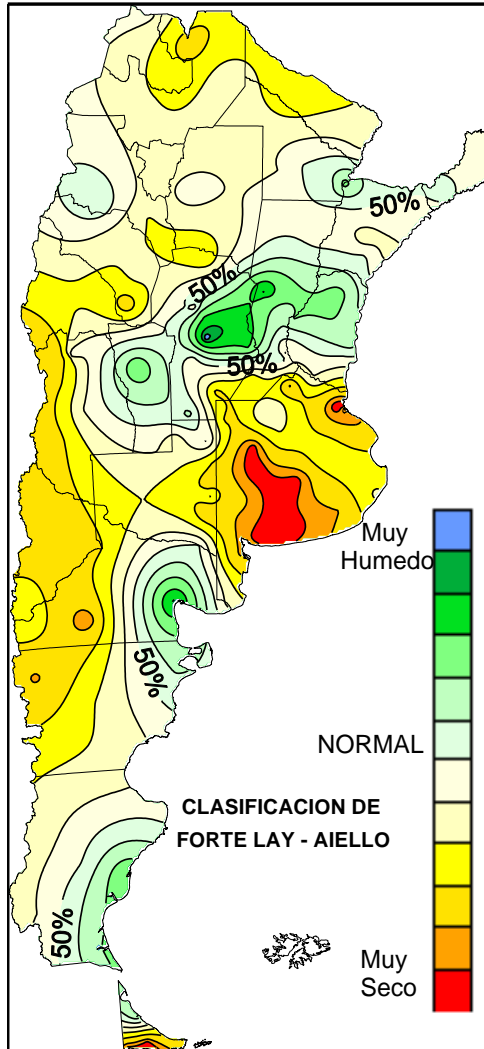 50%
50%
50%
Muy
Humedo
50%
NORMAL
CLASIFICACION DE
FORTE LAY - AIELLO
50%
Muy
Seco